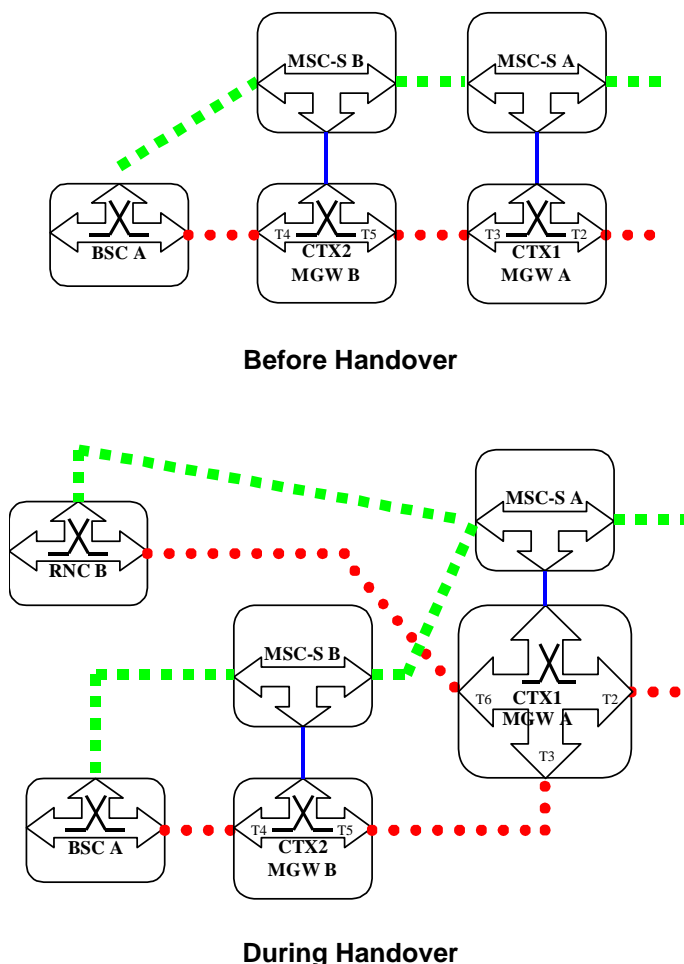 MSC-S B
MSC-S A
BSC A
T4
T5
CTX2
MGW B
T3
T2
CTX1
MGW A
Before Handover
MSC-S A
RNC B
MSC-S B
T6
CTX1
T2
MGW A
T3
BSC A
T4
T5
CTX2
MGW B
During Handover